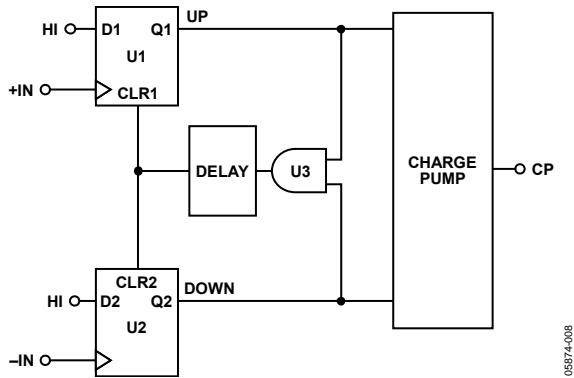 UP
HI D1 Q1
U1
+IN
CLR1
DELAY
U3
CHARGE
PUMP
CP
CLR2
DOWN
HI D2 Q2
U2
–IN
05874-008